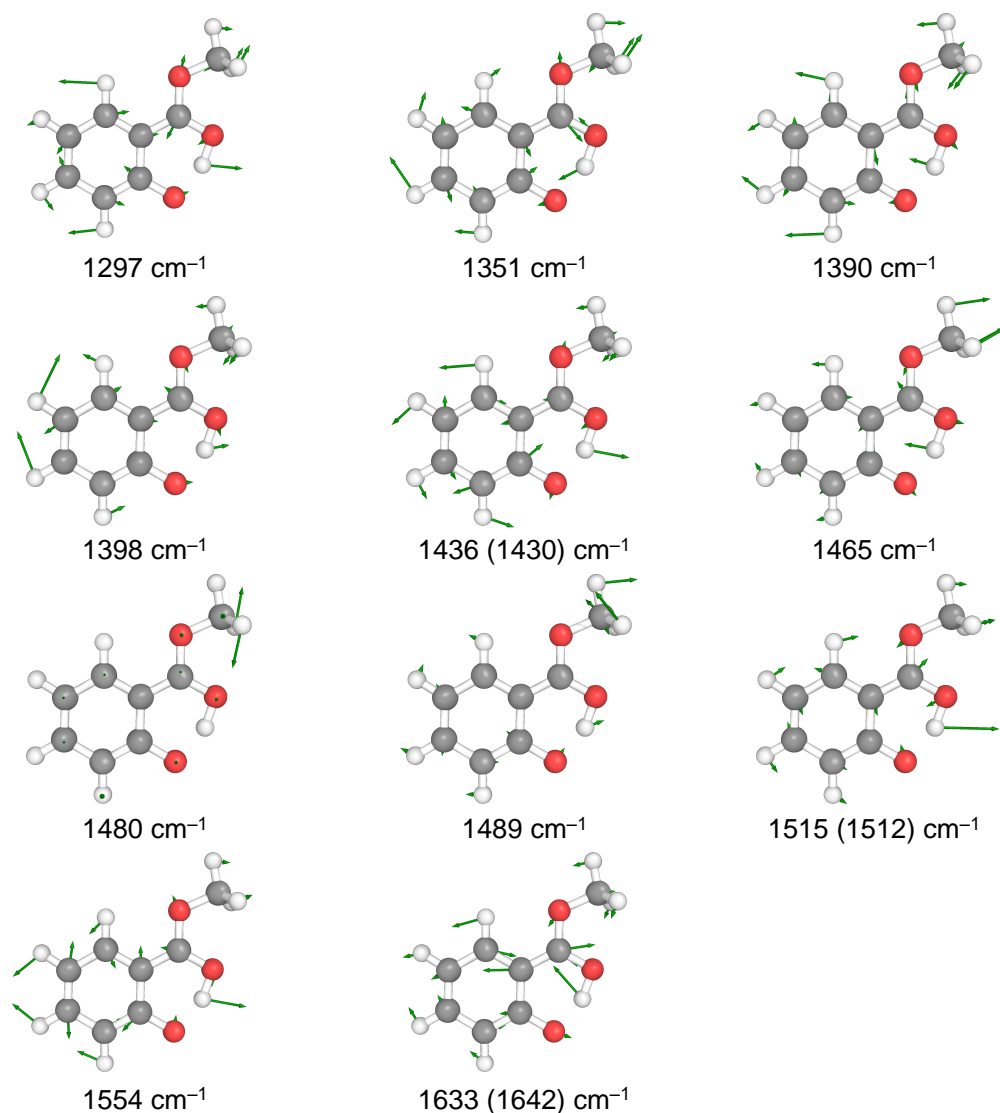 1297 cm⁻¹
1351 cm⁻¹
1390 cm⁻¹
1398 cm⁻¹
1436 (1430) cm⁻¹
1465 cm⁻¹
1480 cm⁻¹
1489 cm⁻¹
1515 (1512) cm⁻¹
1554 cm⁻¹
1633 (1642) cm⁻¹